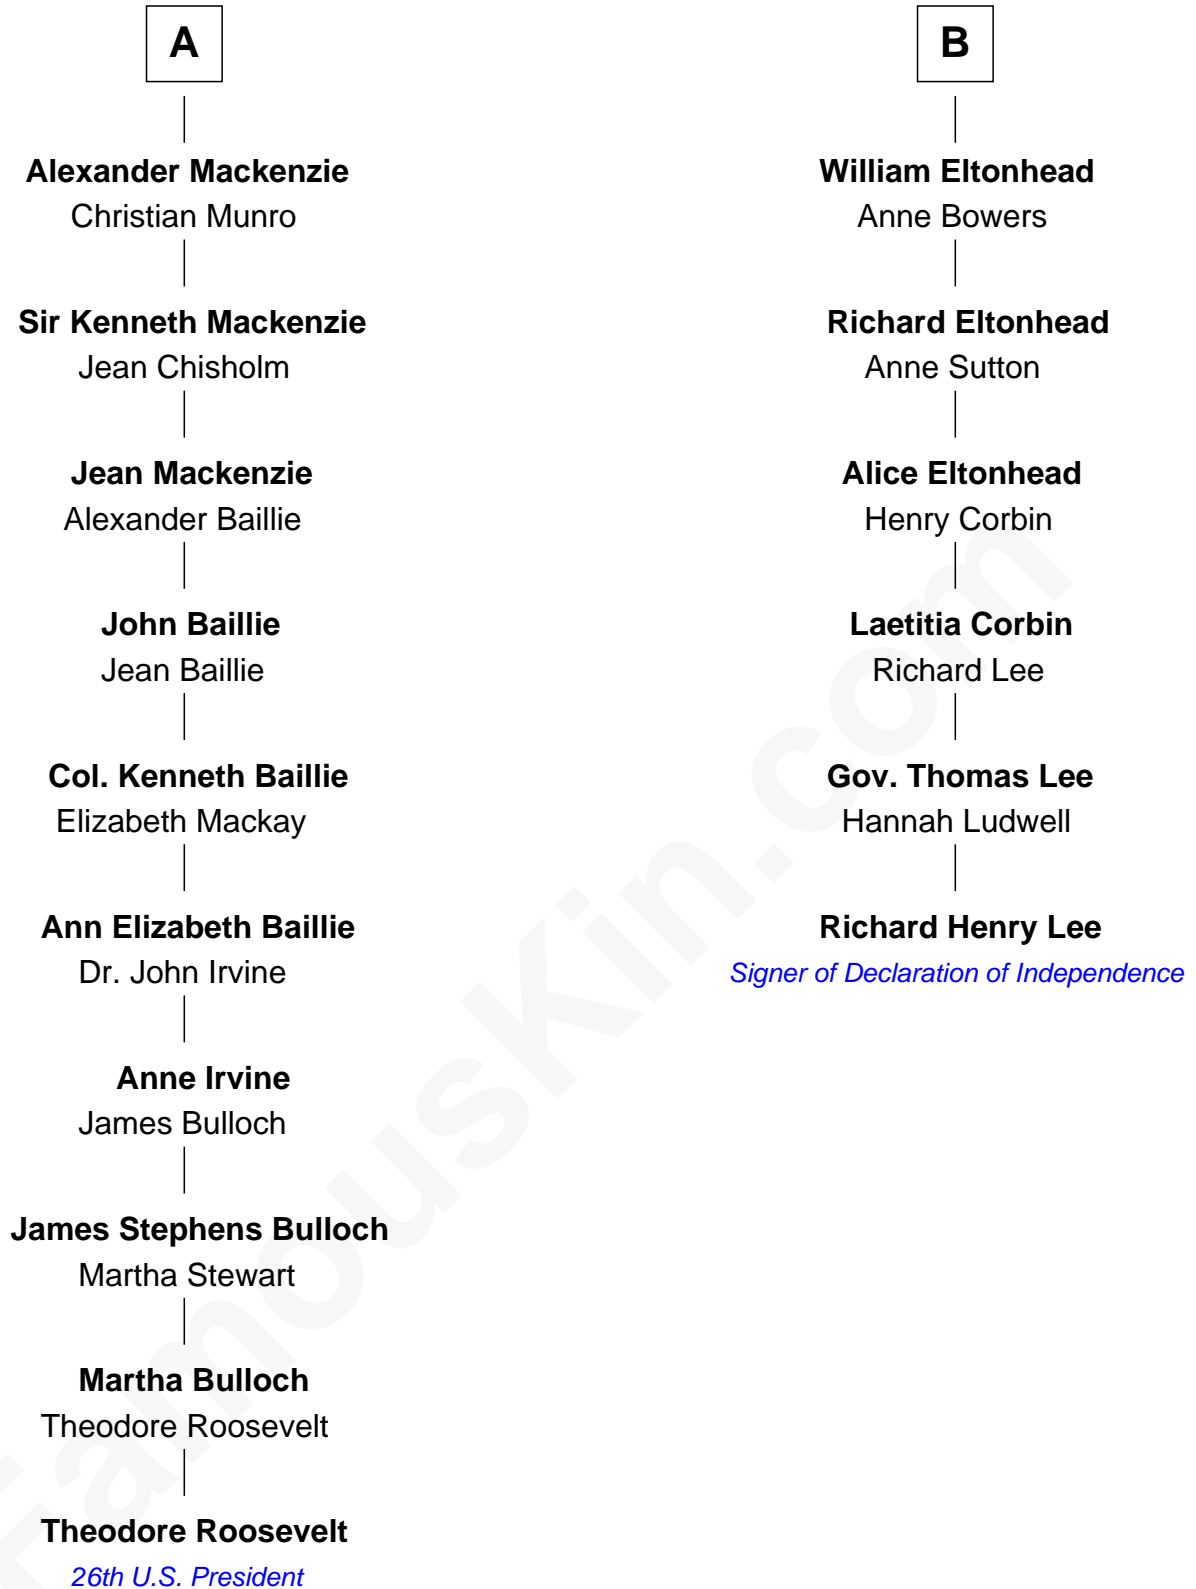 A
Alexander Mackenzie
Christian Munro
Sir Kenneth Mackenzie
Jean Chisholm
Jean Mackenzie
Alexander Baillie
John Baillie
Jean Baillie
Col. Kenneth Baillie
Elizabeth Mackay
Ann Elizabeth Baillie
Dr. John Irvine
Anne Irvine
James Bulloch
James Stephens Bulloch
Martha Stewart
Martha Bulloch
Theodore Roosevelt
Theodore Roosevelt
26th U.S. President
B
William Eltonhead
Anne Bowers
Richard Eltonhead
Anne Sutton
Alice Eltonhead
Henry Corbin
Laetitia Corbin
Richard Lee
Gov. Thomas Lee
Hannah Ludwell
Richard Henry Lee
Signer of Declaration of Independence
FamousKin.com